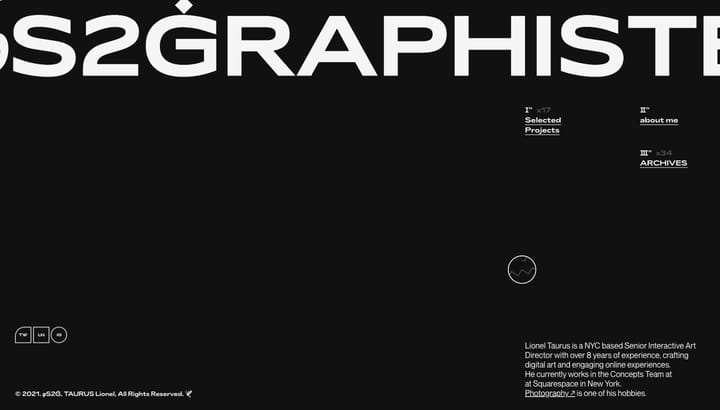 S2GRAPHISTE
I" x17
Selected
Projects
II"
about me
III" x34
ARCHIVES
TW LN IG
Lionel Taurus is a NYC based Senior Interactive Art
Director with over 8 years of experience, crafting
digital art and engaging online experiences.
He currently works in the Concepts Team at
at Squarespace in New York.
Photography ↗ is one of his hobbies.
© 2021. pS2G, TAURUS Lionel, All Rights Reserved.